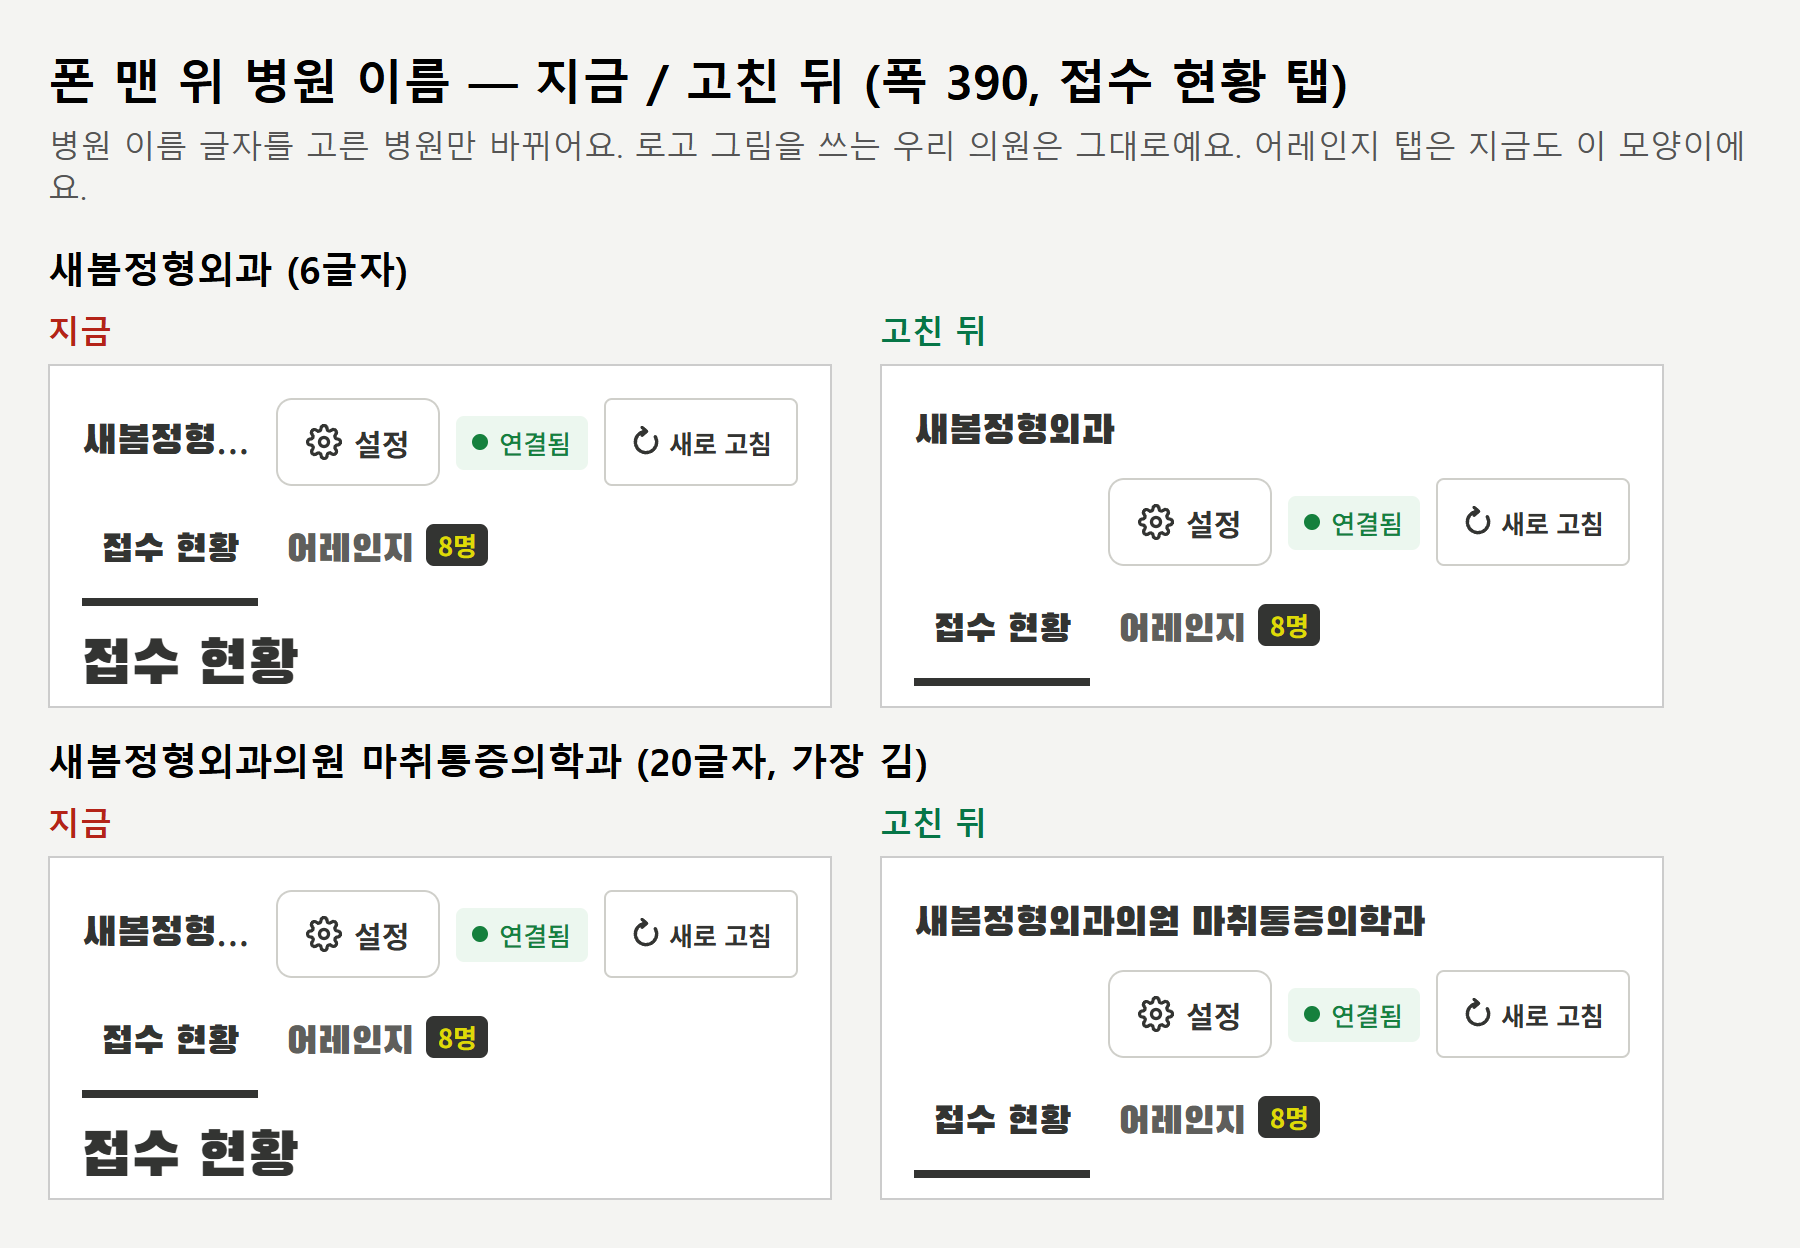 폰 맨 위 병원 이름 — 지금 / 고친 뒤 (폭 390, 접수 현황 탭)
병원 이름 글자를 고른 병원만 바뀌어요. 로고 그림을 쓰는 우리 의원은 그대로예요. 어레인지 탭은 지금도 이 모양이에
요.
새봄정형외과 (6글자)
지금
고친 뒤
새봄정형... 설정 연결됨 새로 고침
접수 현황 어레인지 8명
접수 현황
새봄정형외과
설정 연결됨 새로 고침
접수 현황 어레인지 8명
새봄정형외과의원 마취통증의학과 (20글자, 가장 김)
지금
고친 뒤
새봄정형... 설정 연결됨 새로 고침
접수 현황 어레인지 8명
접수 현황
새봄정형외과의원 마취통증의학과
설정 연결됨 새로 고침
접수 현황 어레인지 8명